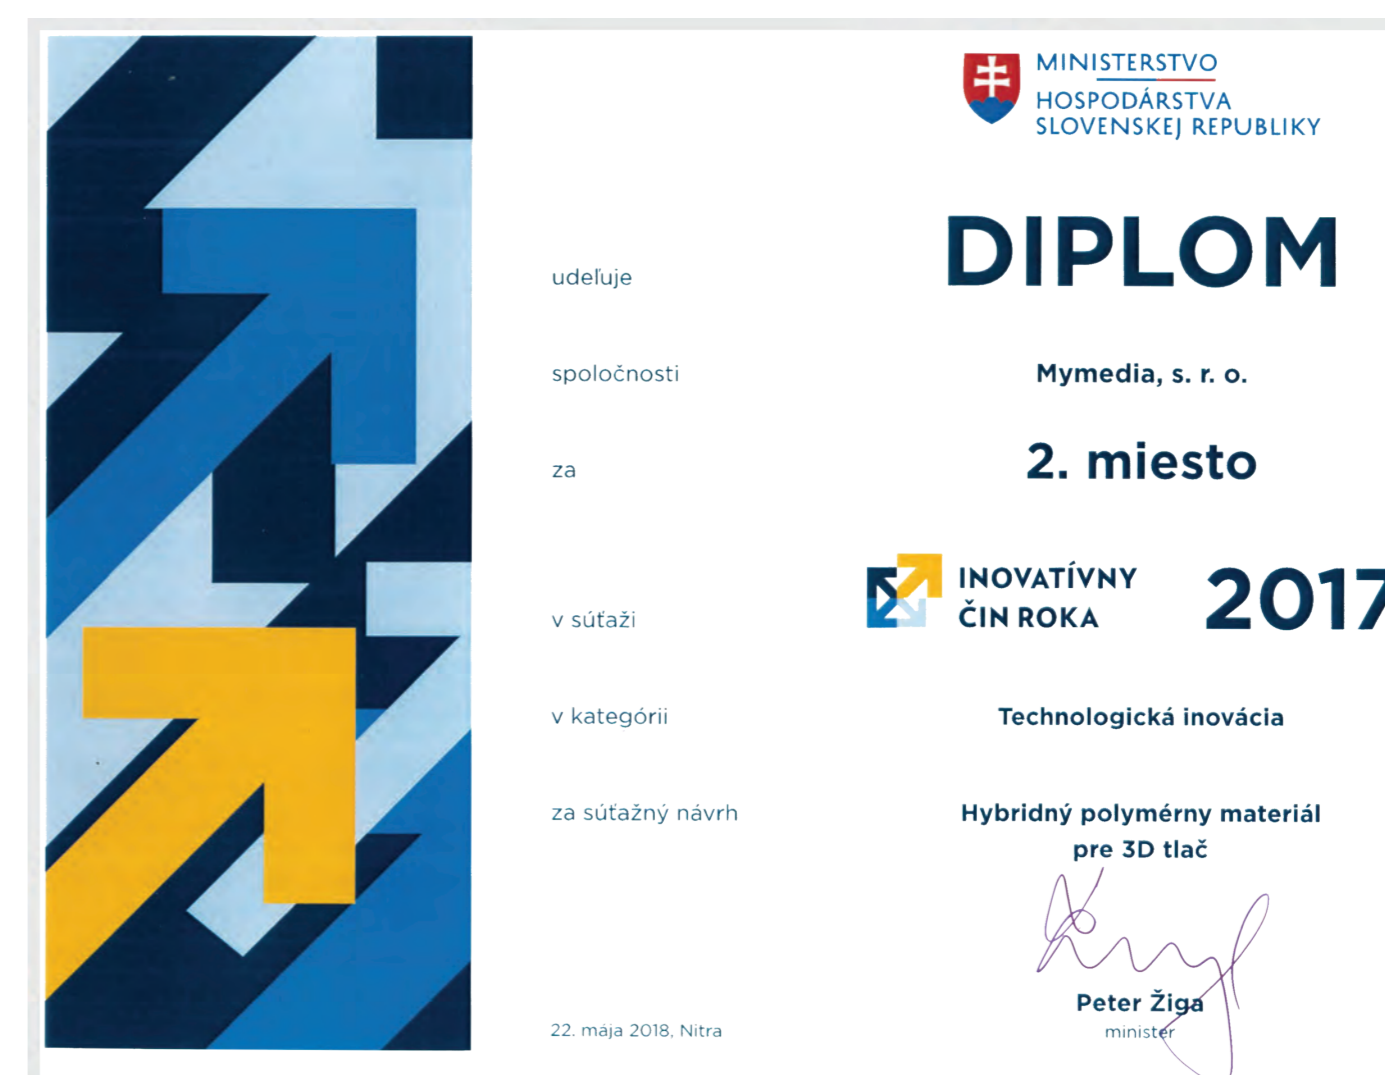 MINISTERSTVO
HOSPODÁRSTVA
SLOVENSKEJ REPUBLIKY
udeľuje DIPLOM
spoločnosti Mymedia, s. r. o.
za 2. miesto
v súťaži INOVATÍVNY ČIN ROKA 2017
v kategórii Technologická inovácia
za súťažný návrh Hybridný polymérny materiál
pre 3D tlač
Peter Žiga
22. mája 2018, Nitra minister